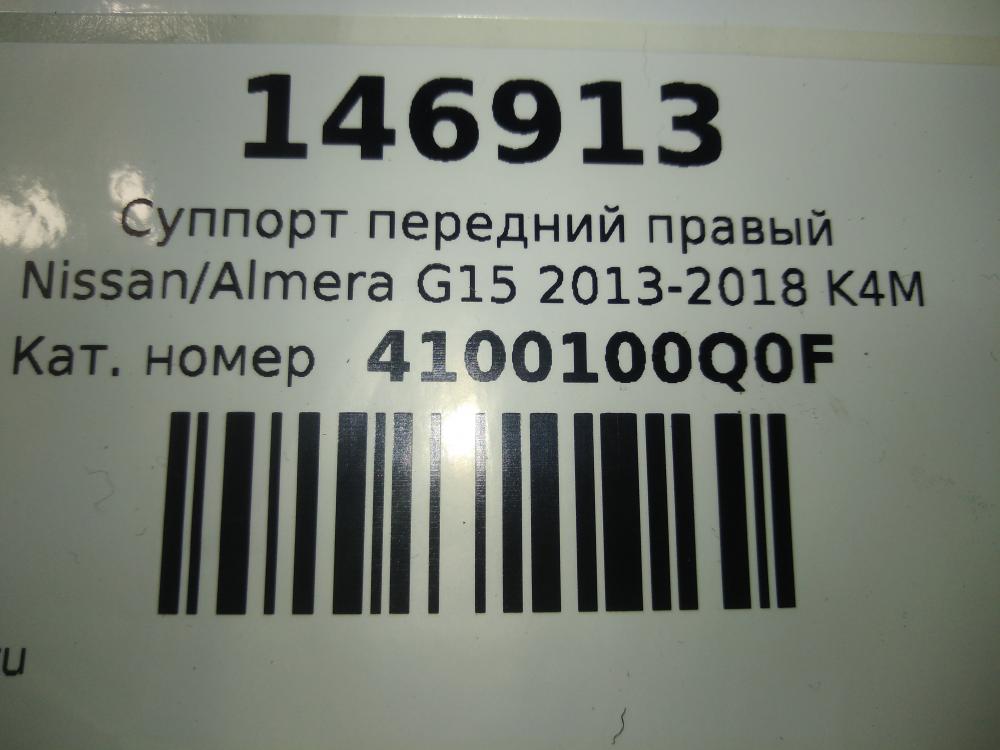 146913
Суппорт передний правый
Nissan/Almera G15 2013-2018 K4M
Кат. номер 4100100Q0F